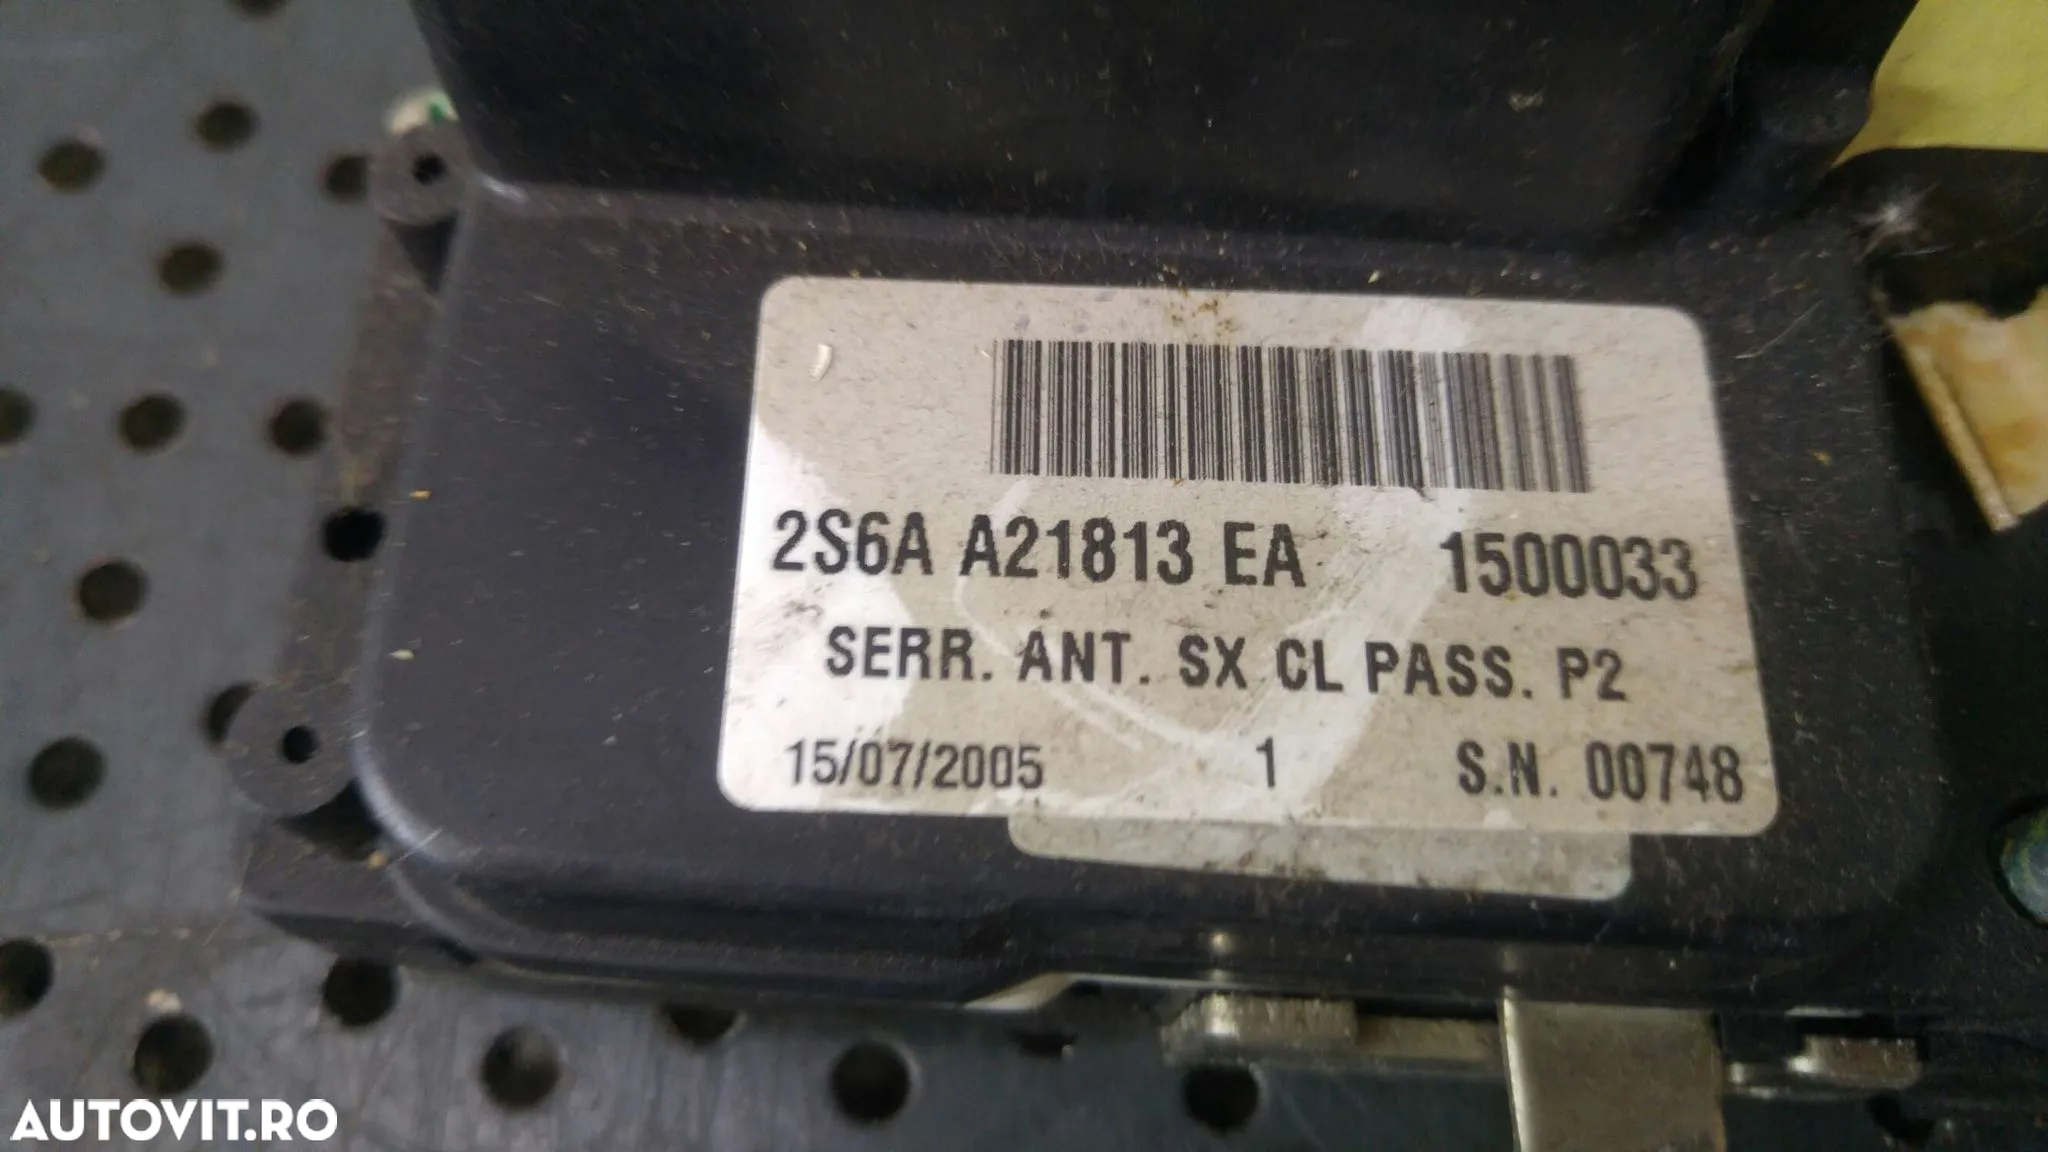 2S6A A21813 EA 1500033
SERR. ANT. SX CL PASS. P2
15/07/2005 1 S.N. 00748
AUTOVIT.RO